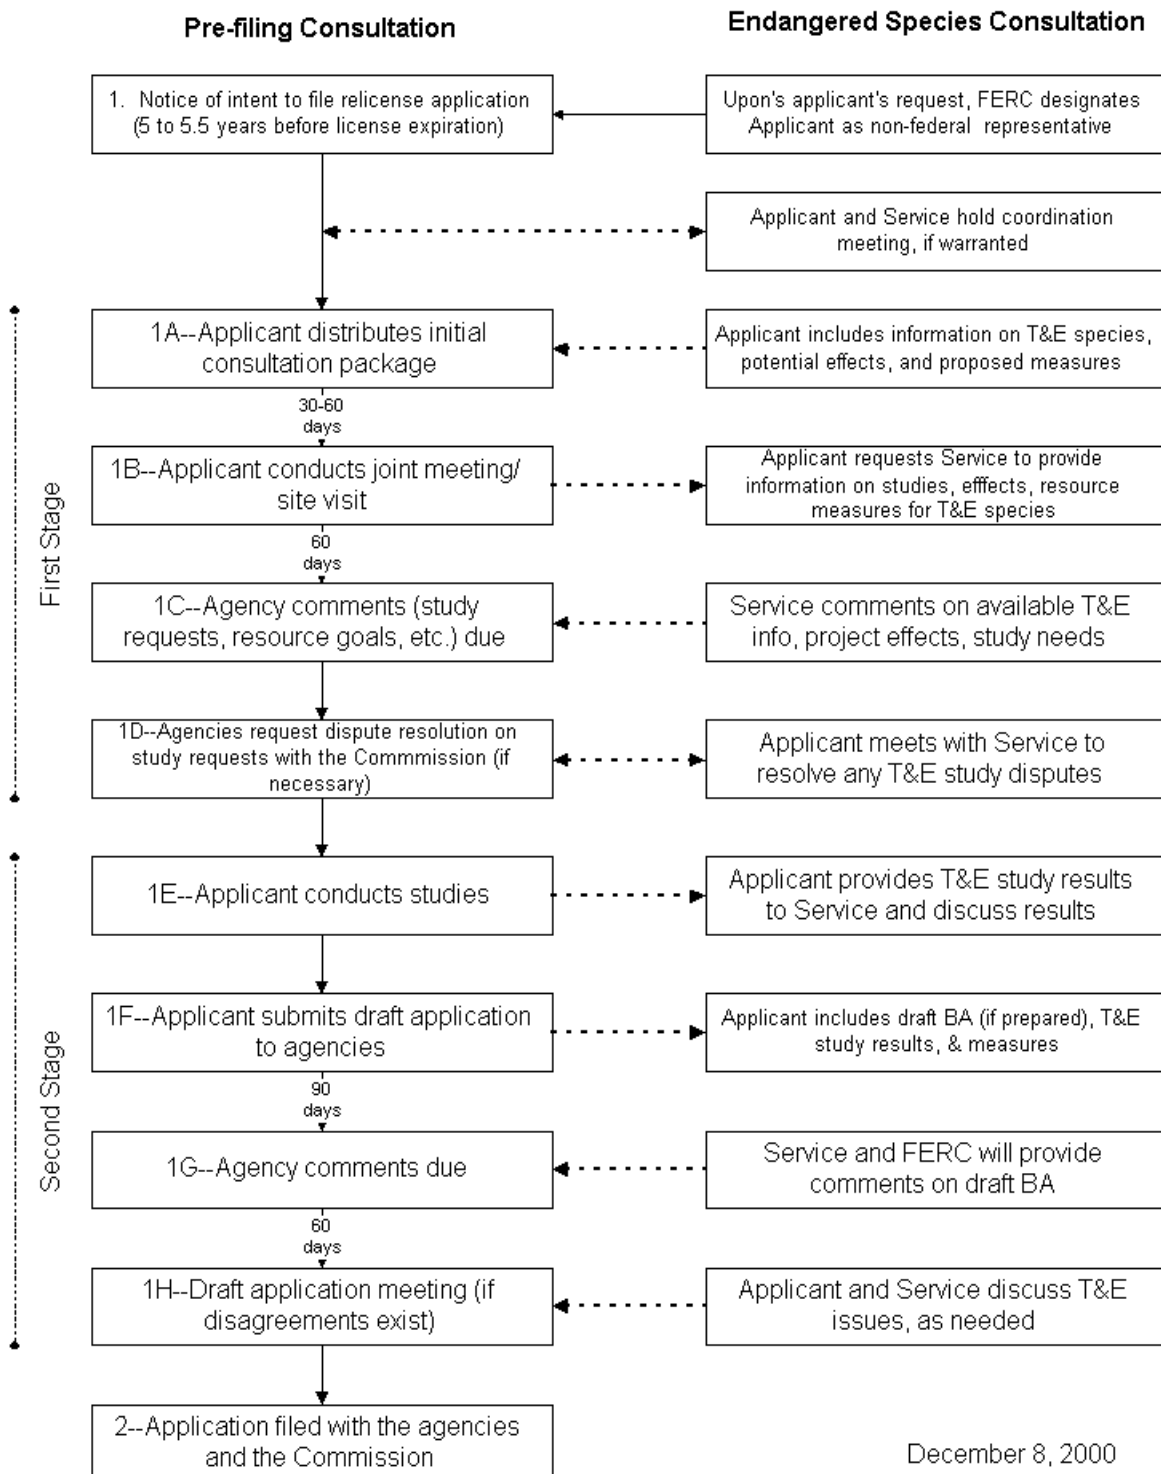 Pre-filing Consultation
Endangered Species Consultation
1. Notice of intent to file relicense application
(5 to 5.5 years before license expiration)
Upon's applicant's request, FERC designates
Applicant as non-federal representative
Applicant and Service hold coordination
meeting, if warranted
First Stage
1A--Applicant distributes initial
consultation package
Applicant includes information on T&E species,
potential effects, and proposed measures
30-60
days
1B--Applicant conducts joint meeting/
site visit
Applicant requests Service to provide
information on studies, efffects, resource
measures for T&E species
60
days
1C--Agency comments (study
requests, resource goals, etc.) due
Service comments on available T&E
info, project effects, study needs
1D--Agencies request dispute resolution on
study requests with the Commmission (if
necessary)
Applicant meets with Service to
resolve any T&E study disputes
Second Stage
1E--Applicant conducts studies
Applicant provides T&E study results
to Service and discuss results
1F--Applicant submits draft application
to agencies
Applicant includes draft BA (if prepared), T&E
study results, & measures
90
days
1G--Agency comments due
Service and FERC will provide
comments on draft BA
60
days
1H--Draft application meeting (if
disagreements exist)
Applicant and Service discuss T&E
issues, as needed
2--Application filed with the agencies
and the Commission
December 8, 2000